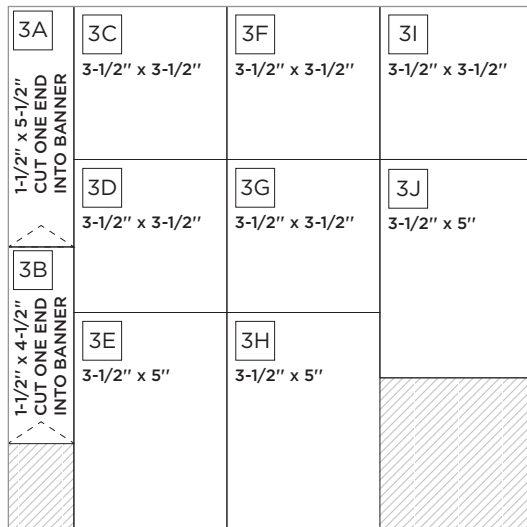 3A
1-1/2" x 5-1/2"
CUT ONE END
INTO BANNER
3B
1-1/2" x 4-1/2"
CUT ONE END
INTO BANNER
3C
3-1/2" x 3-1/2"
3D
3-1/2" x 3-1/2"
3E
3-1/2" x 5"
3F
3-1/2" x 3-1/2"
3G
3-1/2" x 3-1/2"
3H
3-1/2" x 5"
3I
3-1/2" x 3-1/2"
3J
3-1/2" x 5"